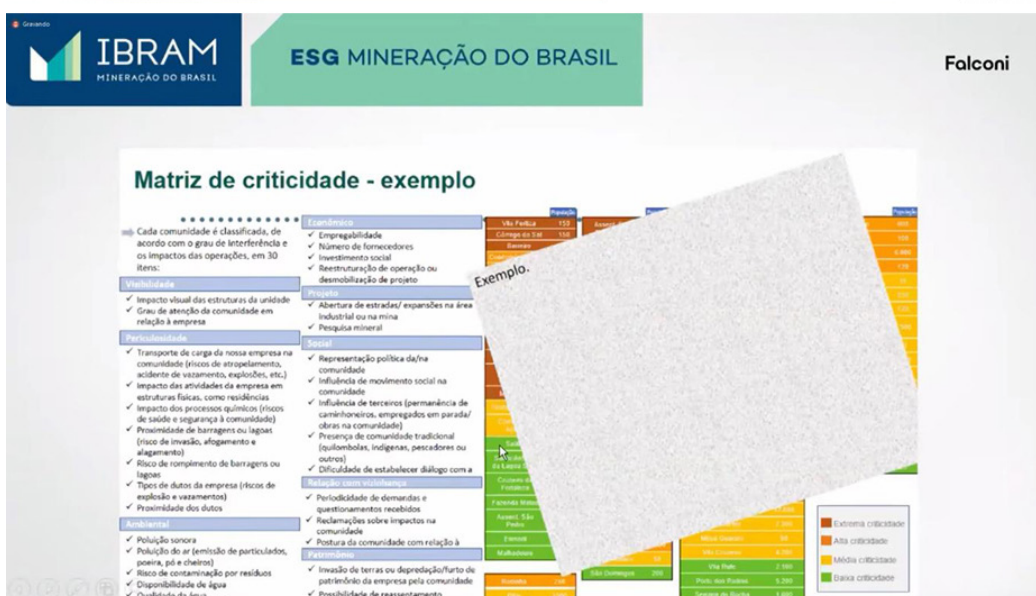 Gravando
IBRAM
MINERAÇÃO DO BRASIL
ESG MINERAÇÃO DO BRASIL
Falconi
Matriz de criticidade - exemplo
Cada comunidade é classificada, de
acordo com o grau de interferência e
os impactos das operações, em 30
itens:
Visibilidade
✓ Impacto visual das estruturas da unidade
✓ Grau de atenção da comunidade em
relação à empresa
Periculosidade
✓ Transporte de carga da nossa empresa na
comunidade (riscos de atropelamento,
acidente de vazamento, explosões, etc.)
✓ Impacto das atividades da empresa em
estruturas físicas, como residências
✓ Impacto dos processos químicos (riscos
de saúde e segurança à comunidade)
✓ Proximidade de barragens ou lagoas
(risco de invasão, afogamento e
alagamento)
✓ Risco de rompimento de barragens ou
lagoas
✓ Tipos de dutos da empresa (riscos de
explosão e vazamentos)
✓ Proximidade dos dutos
Ambiental
✓ Poluição sonora
✓ Poluição do ar (emissão de particulados,
poeira, pó e cheiros)
✓ Risco de contaminação por resíduos
✓ Disponibilidade de água
✓ Qualidade da água
Econômico
✓ Empregabilidade
✓ Número de fornecedores
✓ Investimento social
✓ Reestruturação de operação ou
desmobilização de projeto
Projeto
✓ Abertura de estradas/ expansões na área
industrial ou na mina
✓ Pesquisa mineral
Social
✓ Representação política da/na
comunidade
✓ Influência de movimento social na
comunidade
✓ Influência de terceiros (permanência de
caminhoneiros, empregados em parada/
obras na comunidade)
✓ Presença de comunidade tradicional
(quilombolas, indígenas, pescadores ou
outros)
✓ Dificuldade de estabelecer diálogo com a
Relação com vizinhança
✓ Periodicidade de demandas e
questionamentos recebidos
✓ Reclamações sobre impactos na
comunidade
✓ Postura da comunidade com relação à
Patrimônio
✓ Invasão de terras ou depredação/furto de
patrimônio da empresa pela comunidade
✓ Possibilidade de reassentamento
População
150
150
Exemplo.
São Domingos 200
Extrema criticidade
Alta criticidade
Média criticidade
Baixa criticidade